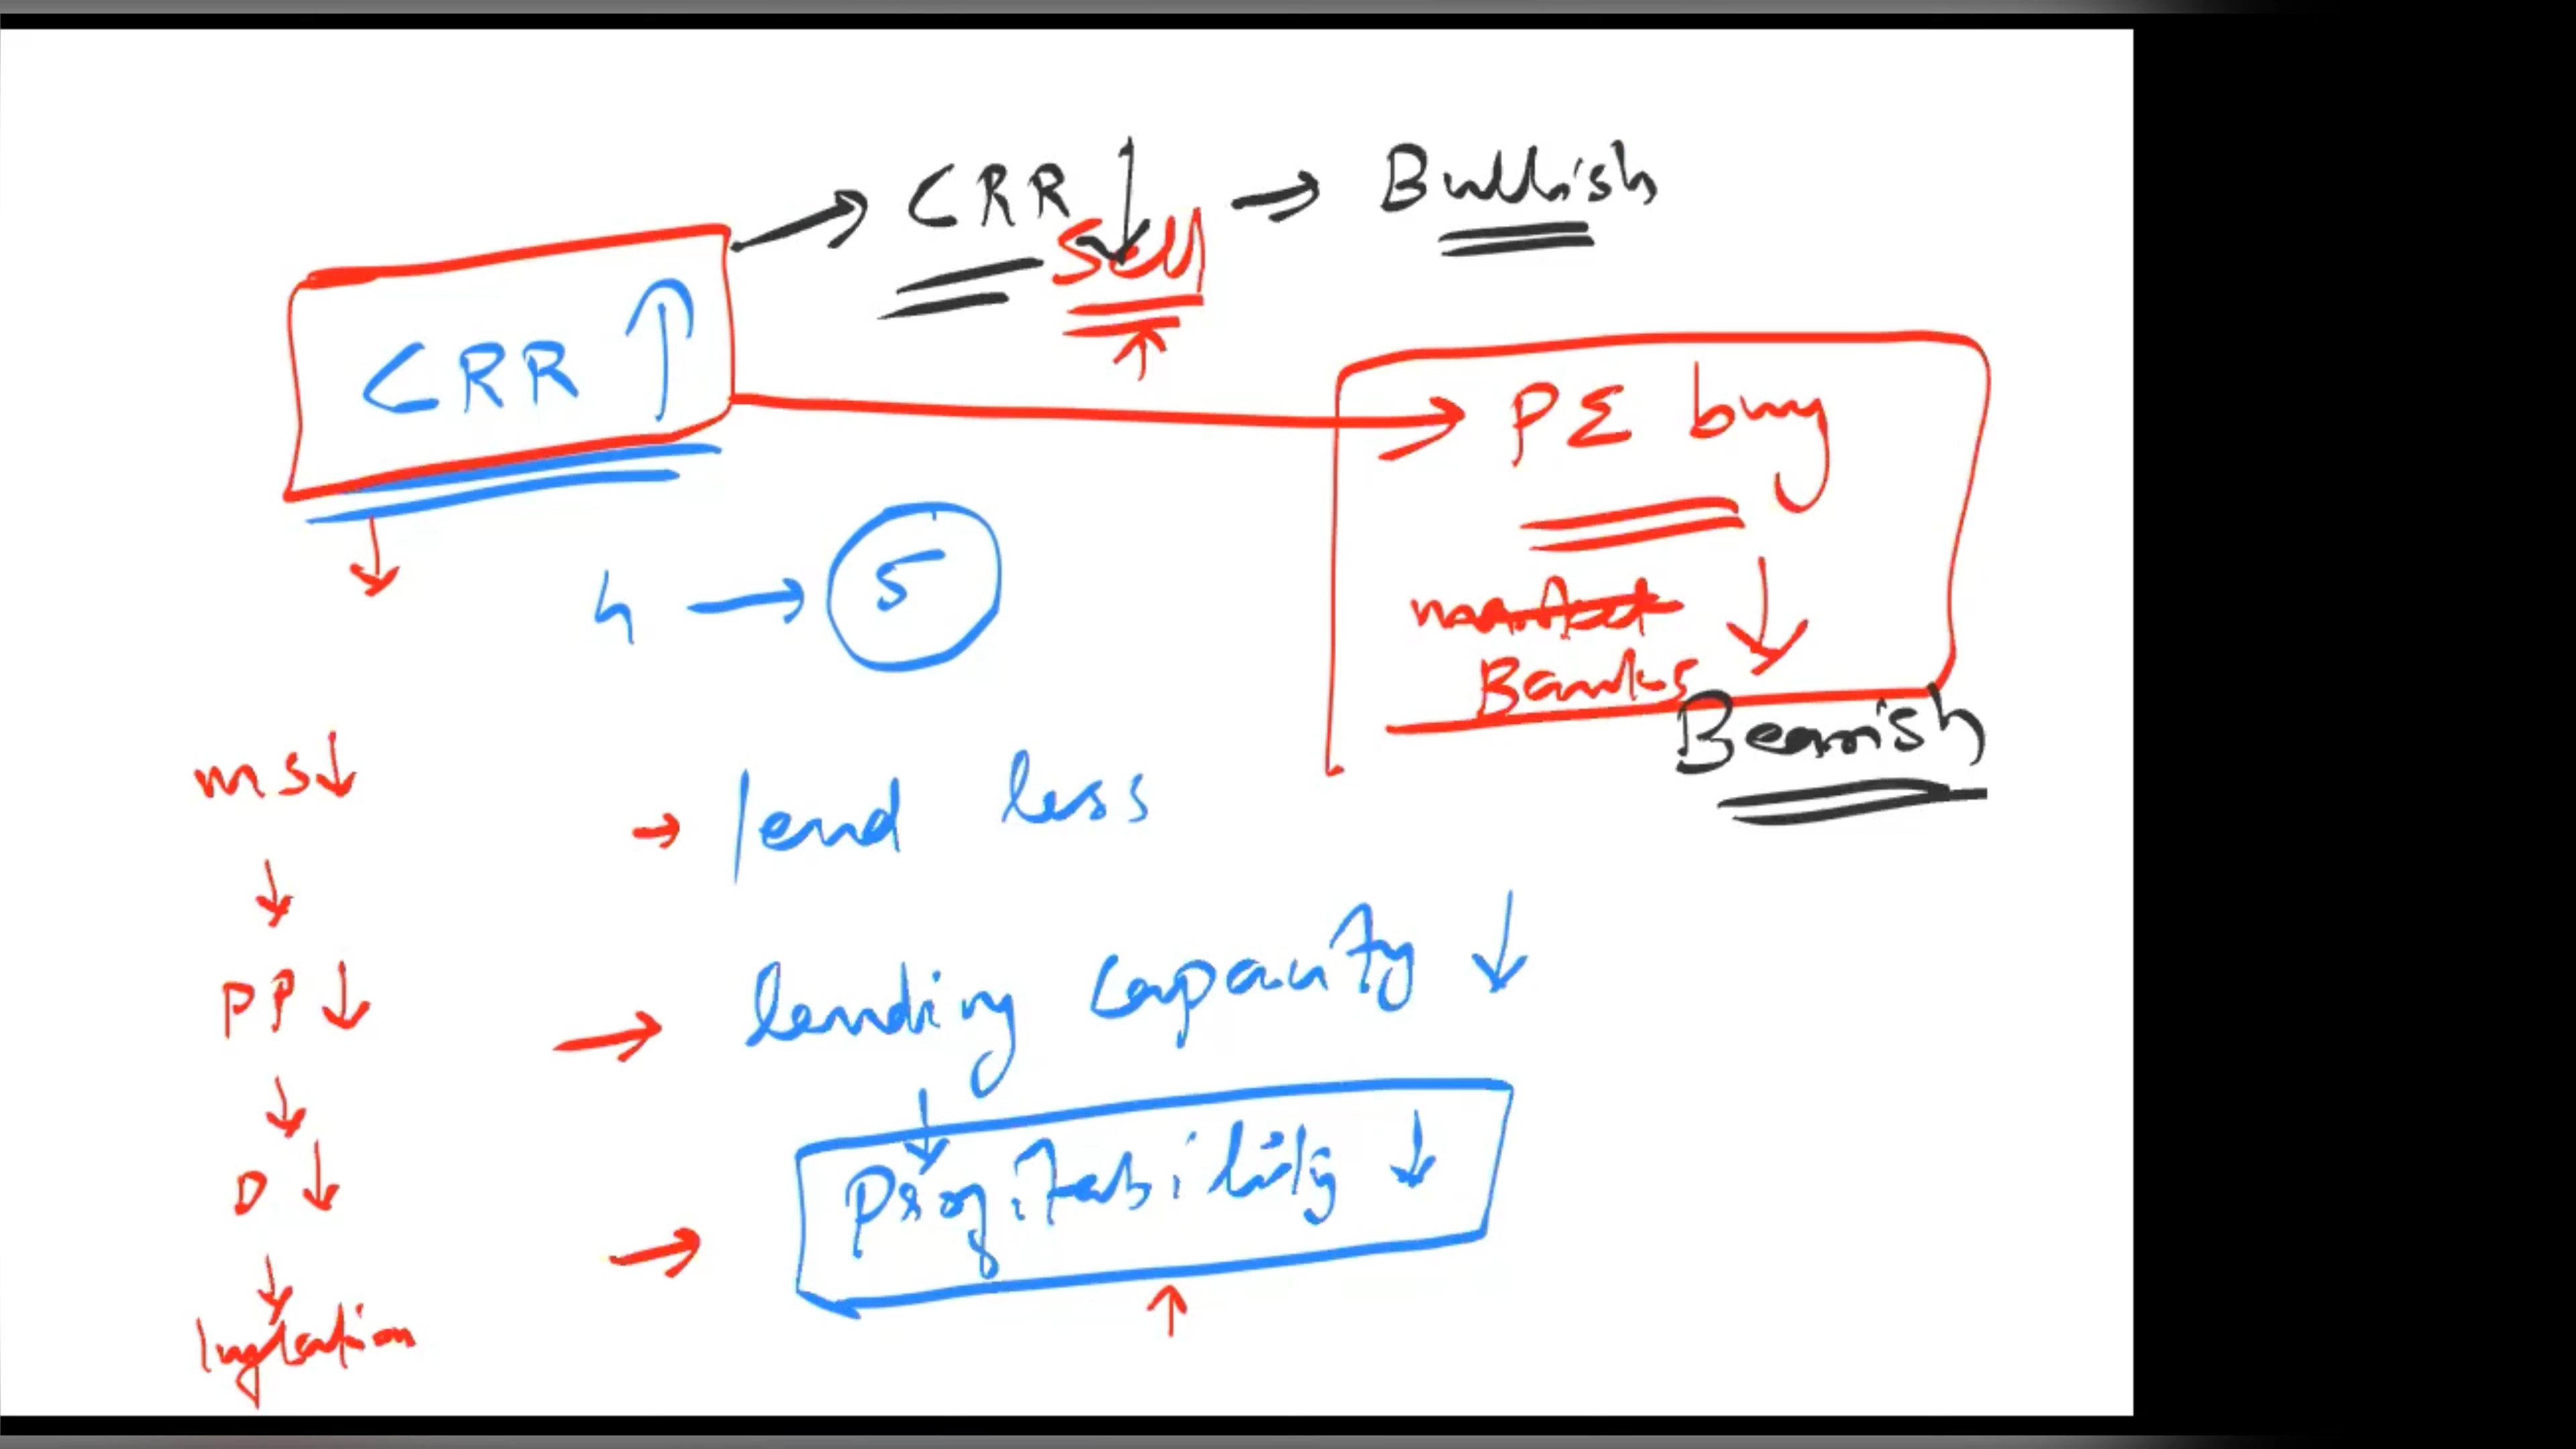 CRR ↓ → Bullish
Sell
CRR ↑
PE buy
4 → 5
market
Banks
Bearish
MS↓
→ lend less
PP↓
→ lending capacity ↓
D↓
→ Profitability ↓
Inflation